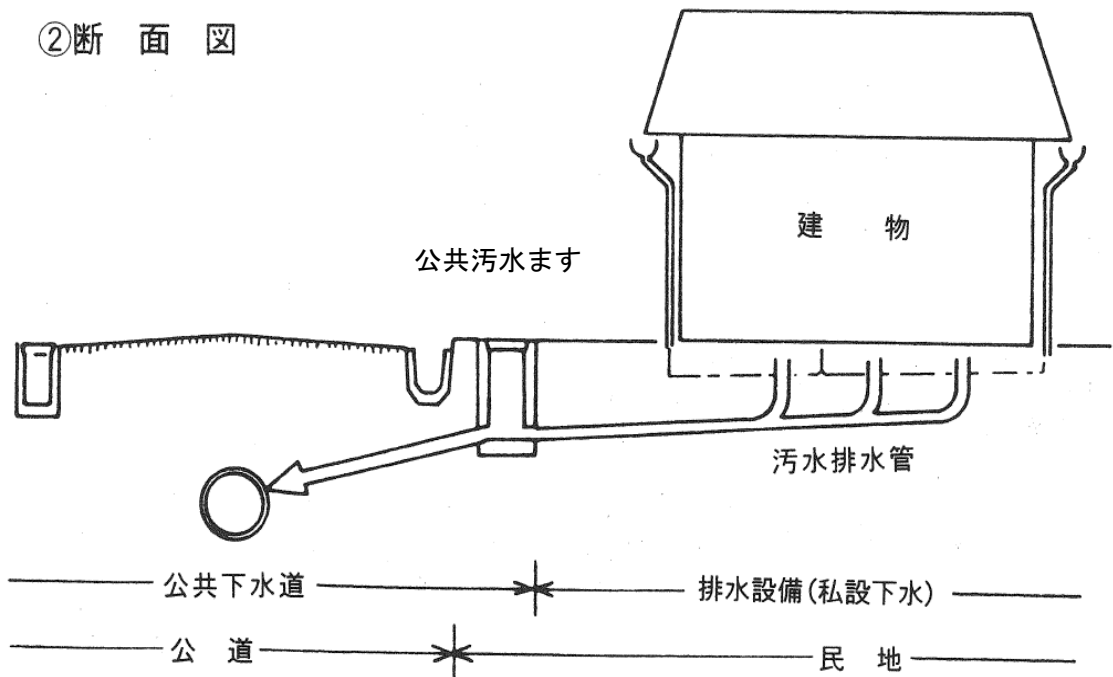 ②断面図
建物
公共汚水ます
汚水排水管
公共下水道
排水設備(私設下水)
公道
民地